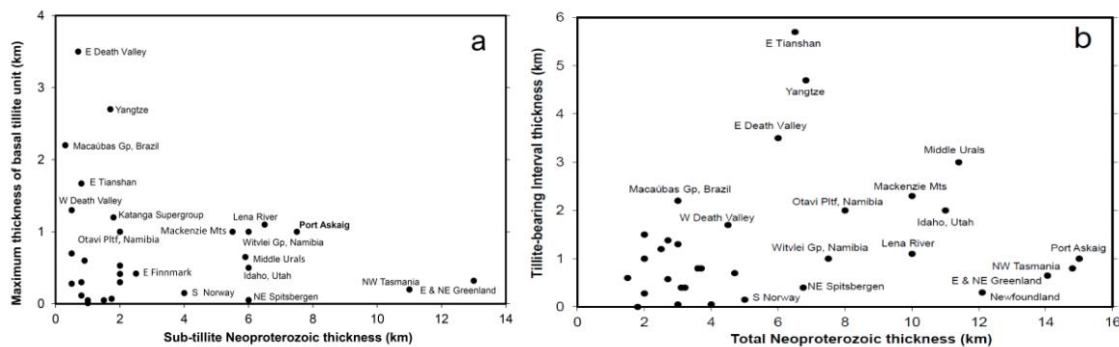 a
Maximum thickness of basal tillite unit (km)
4
3
2
1
0
E Death Valley
Yangtze
Macaúbas Gp, Brazil
E Tianshan
W Death Valley
Katanga Supergroup
Lena River
Port Askaig
Otavi Pltf, Namibia
Mackenzie Mts
Witvlei Gp, Namibia
Middle Urals
E Finnmark
Idaho, Utah
NW Tasmania
S Norway
NE Spitsbergen
E & NE Greenland
0 2 4 6 8 10 12 14
Sub-tillite Neoproterozoic thickness (km)
b
Tillite-bearing Interval thickness (km)
6
5
4
3
2
1
0
E Tianshan
Yangtze
E Death Valley
Middle Urals
Macaúbas Gp, Brazil
Mackenzie Mts
Otavi Pltf, Namibia
W Death Valley
Idaho, Utah
Witvlei Gp, Namibia
Lena River
Port Askaig
NW Tasmania
E & NE Greenland
NE Spitsbergen
S Norway
Newfoundland
0 2 4 6 8 10 12 14 16
Total Neoproterozoic thickness (km)